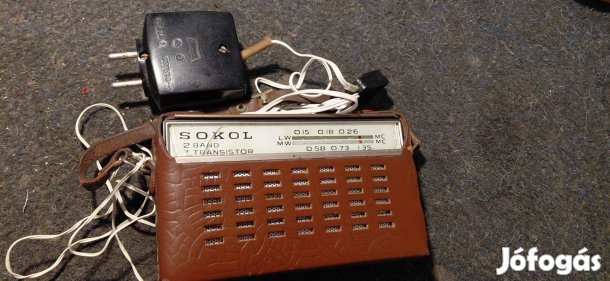 SOKOL
2 BAND
7 TRANSISTOR
0.15 0.18 0.26
LW MC
MW MC
0.58 0.73 1.35
Jófogás